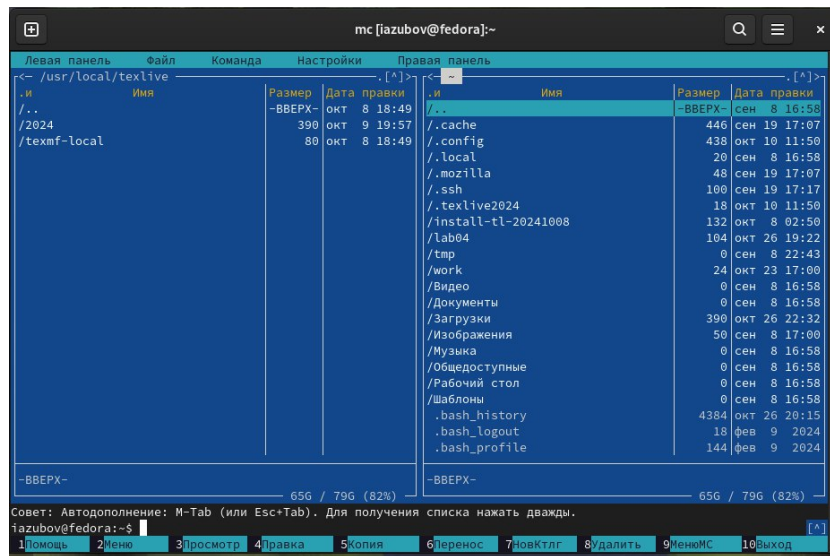 mc [iazubov@fedora]:~
Левая панель Файл Команда Настройки Правая панель
<— /usr/local/texlive .[^]>
.и Имя Размер Дата правки
/.. -ВВЕРХ- окт 8 18:49
/2024 390 окт 9 19:57
/texmf-local 80 окт 8 18:49
-ВВЕРХ-
65G / 79G (82%)
<— ~ .[^]>
.и Имя Размер Дата правки
/.. -ВВЕРХ- сен 8 16:58
/.cache 446 сен 19 17:07
/.config 438 окт 10 11:50
/.local 20 сен 8 16:58
/.mozilla 48 сен 19 17:07
/.ssh 100 сен 19 17:17
/.texlive2024 18 окт 10 11:50
/install-tl-20241008 132 окт 8 02:50
/lab04 104 окт 26 19:22
/tmp 0 сен 8 22:43
/work 24 окт 23 17:00
/Видео 0 сен 8 16:58
/Документы 0 сен 8 16:58
/Загрузки 390 окт 26 22:32
/Изображения 50 сен 8 17:00
/Музыка 0 сен 8 16:58
/Общедоступные 0 сен 8 16:58
/Рабочий стол 0 сен 8 16:58
/Шаблоны 0 сен 8 16:58
.bash_history 4384 окт 26 20:15
.bash_logout 18 фев 9 2024
.bash_profile 144 фев 9 2024
-ВВЕРХ-
65G / 79G (82%)
Совет: Автодополнение: M-Tab (или Esc+Tab). Для получения списка нажать дважды.
iazubov@fedora:~$ [^]
1Помощь 2Меню 3Просмотр 4Правка 5Копия 6Перенос 7НовКтлг 8Удалить 9МенюMC 10Выход